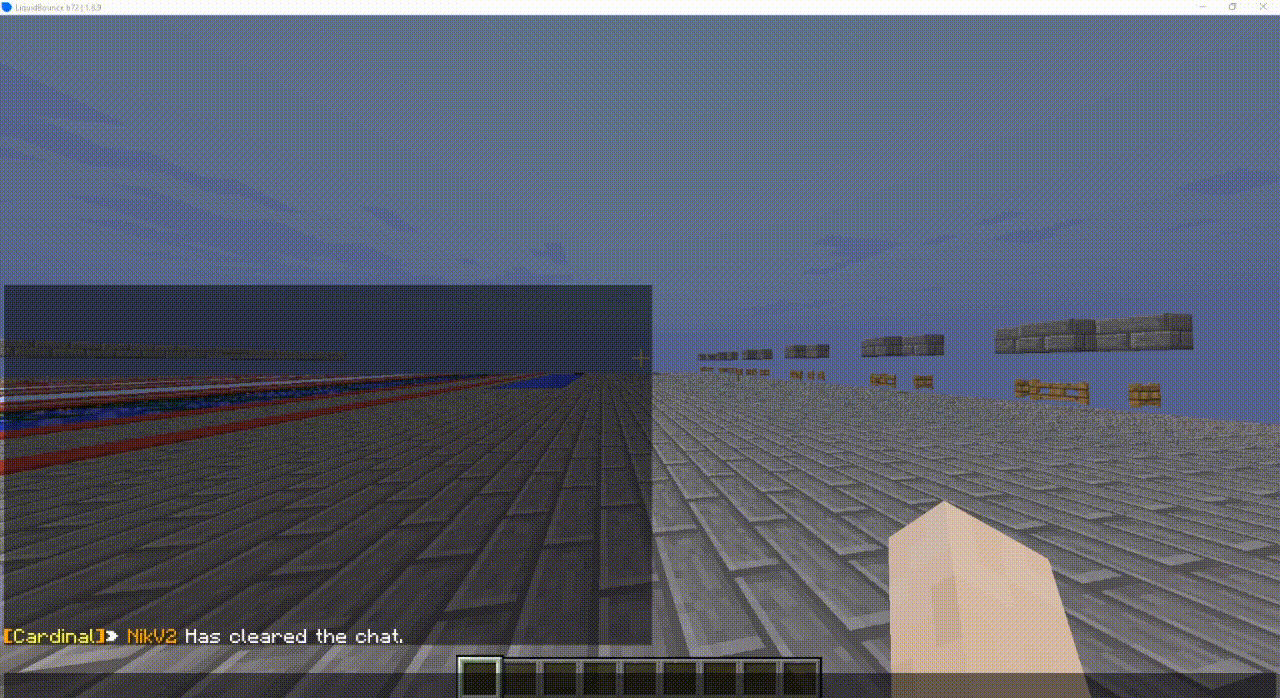 LiquidBounce b72 | 1.8.9
[Cardinal]» NikV2 Has cleared the chat.